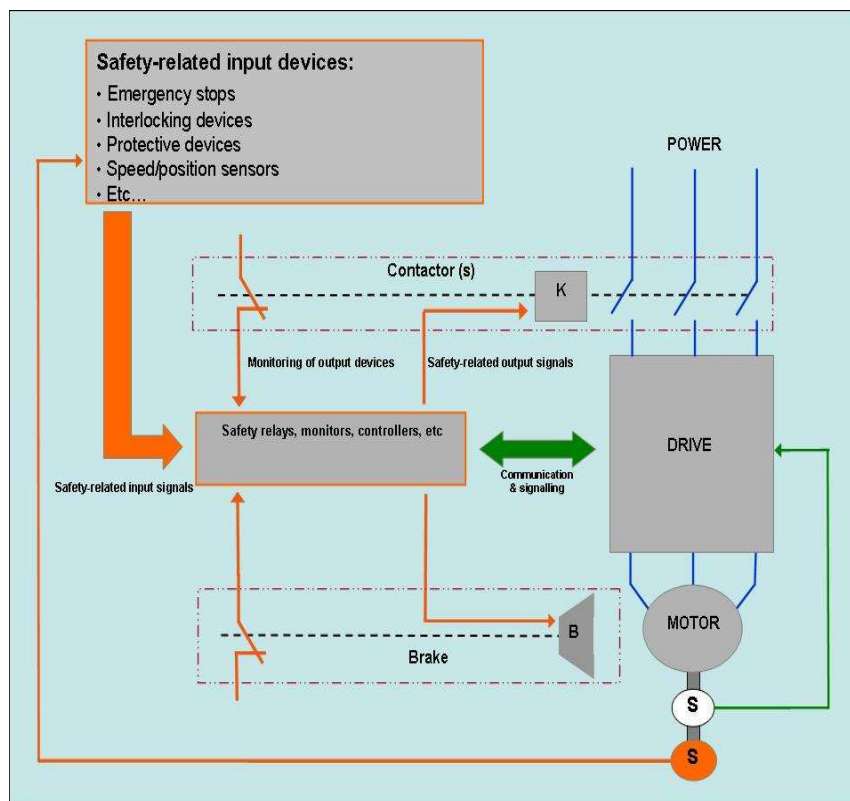 Safety-related input devices:
• Emergency stops
• Interlocking devices
• Protective devices
• Speed/position sensors
• Etc...
POWER
Contactor (s)
K
Monitoring of output devices
Safety-related output signals
Safety relays, monitors, controllers, etc
DRIVE
Communication
& signalling
Safety-related input signals
MOTOR
B
Brake
S
S